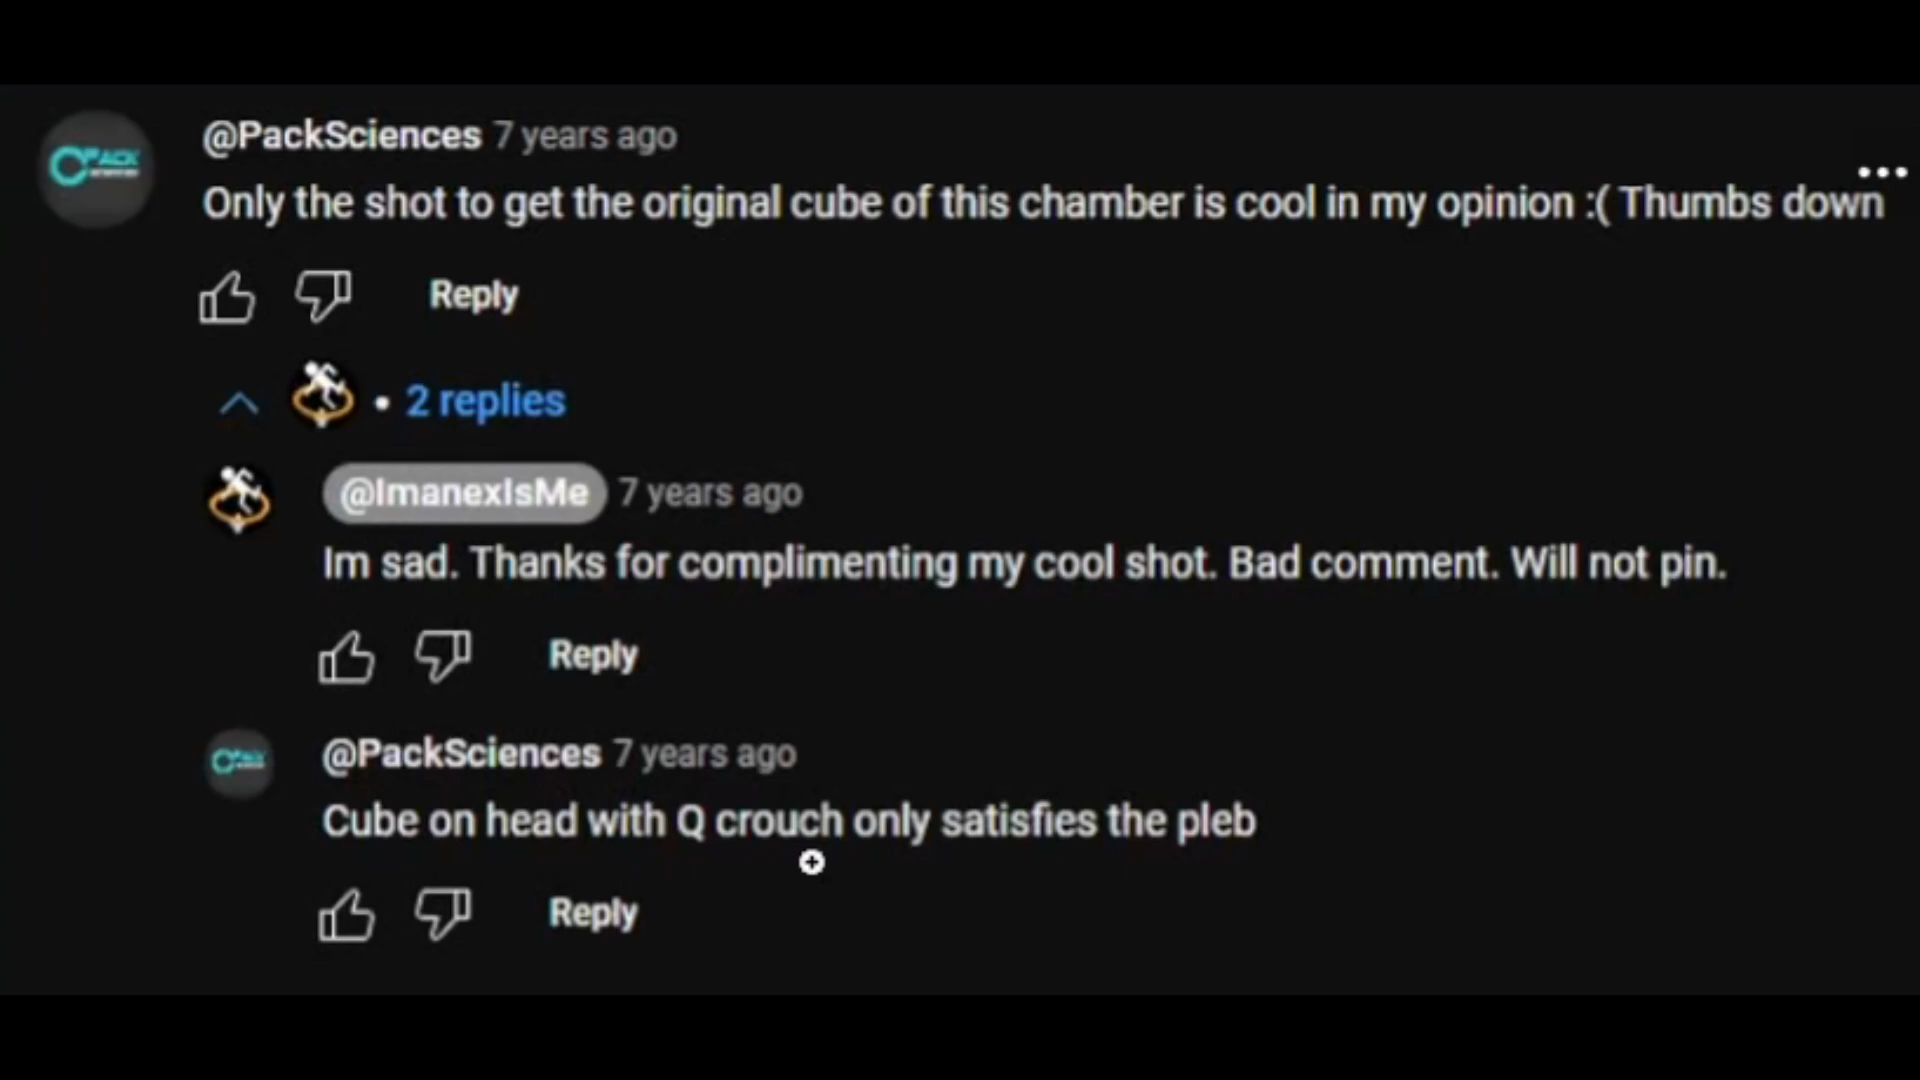 @PackSciences 7 years ago
Only the shot to get the original cube of this chamber is cool in my opinion :( Thumbs down
Reply
• 2 replies
@ImanexIsMe 7 years ago
Im sad. Thanks for complimenting my cool shot. Bad comment. Will not pin.
Reply
@PackSciences 7 years ago
Cube on head with Q crouch only satisfies the pleb
Reply